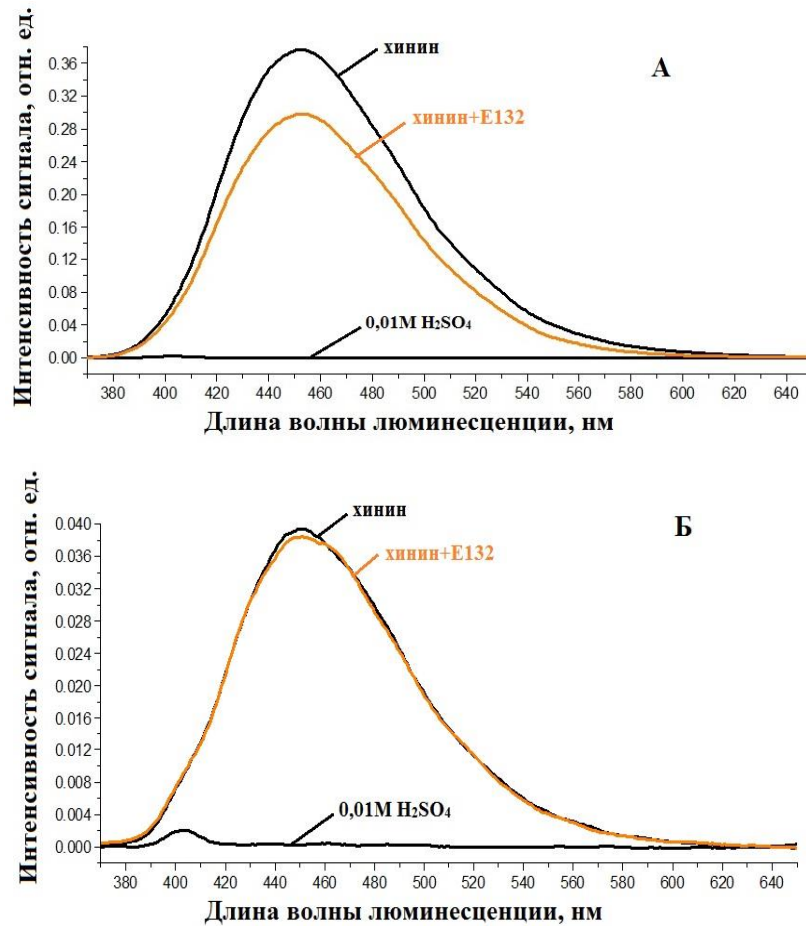 Интенсивность сигнала, отн. ед.
0.36
0.32
0.28
0.24
0.20
0.16
0.12
0.08
0.04
0.00
хинин
А
хинин+E132
0,01М H₂SO₄
380 400 420 440 460 480 500 520 540 560 580 600 620 640
Длина волны люминесценции, нм
Интенсивность сигнала, отн. ед.
0.040
0.036
0.032
0.028
0.024
0.020
0.016
0.012
0.008
0.004
0.000
хинин
Б
хинин+E132
0,01М H₂SO₄
380 400 420 440 460 480 500 520 540 560 580 600 620 640
Длина волны люминесценции, нм